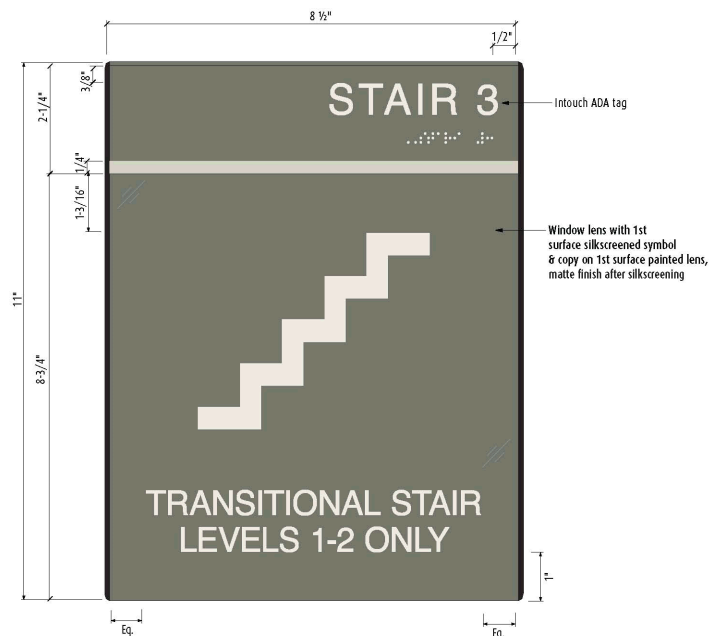 8 ½"
1/2"
3/8"
2-1/4"
STAIR 3
Intouch ADA tag
1/4"
1-3/16"
Window lens with 1st
surface silkscreened symbol
& copy on 1st surface painted lens,
matte finish after silkscreening
11"
8-3/4"
TRANSITIONAL STAIR
LEVELS 1-2 ONLY
1"
Eq.
Eq.